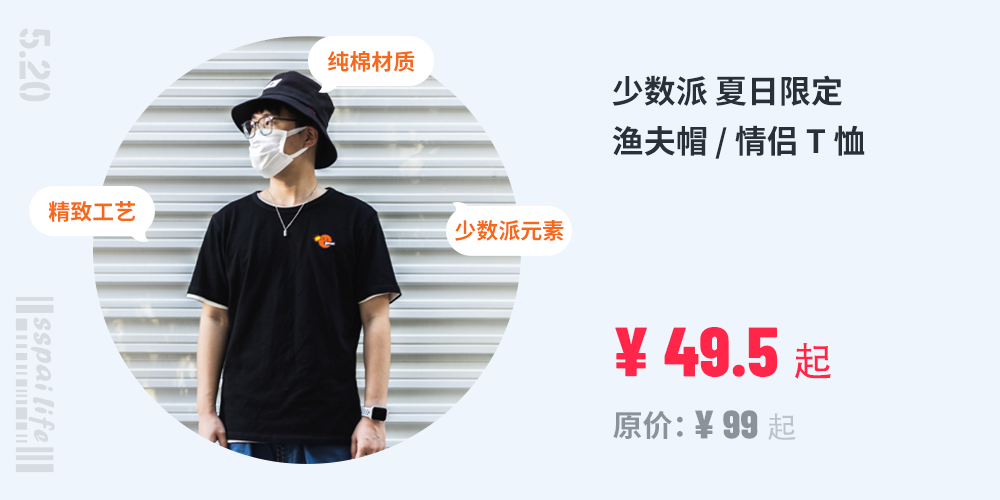 5.20
纯棉材质
少数派 夏日限定
渔夫帽 / 情侣 T 恤
精致工艺
少数派元素
¥ 49.5 起
原价: ¥ 99 起
sspai life